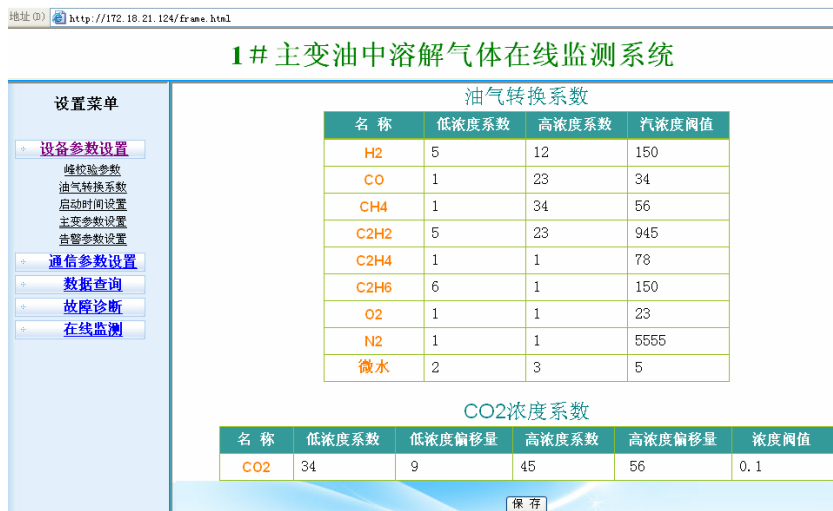 地址(D) http://172.18.21.124/frame.html
1#主变油中溶解气体在线监测系统
设置菜单
设备参数设置
峰校验参数
油气转换系数
启动时间设置
主变参数设置
告警参数设置
通信参数设置
数据查询
故障诊断
在线监测
油气转换系数
名 称 低浓度系数 高浓度系数 汽浓度阀值
H2 5 12 150
CO 1 23 34
CH4 1 34 56
C2H2 5 23 945
C2H4 1 1 78
C2H6 6 1 150
O2 1 1 23
N2 1 1 5555
微水 2 3 5
CO2浓度系数
名 称 低浓度系数 低浓度偏移量 高浓度系数 高浓度偏移量 浓度阀值
CO2 34 9 45 56 0.1
保 存